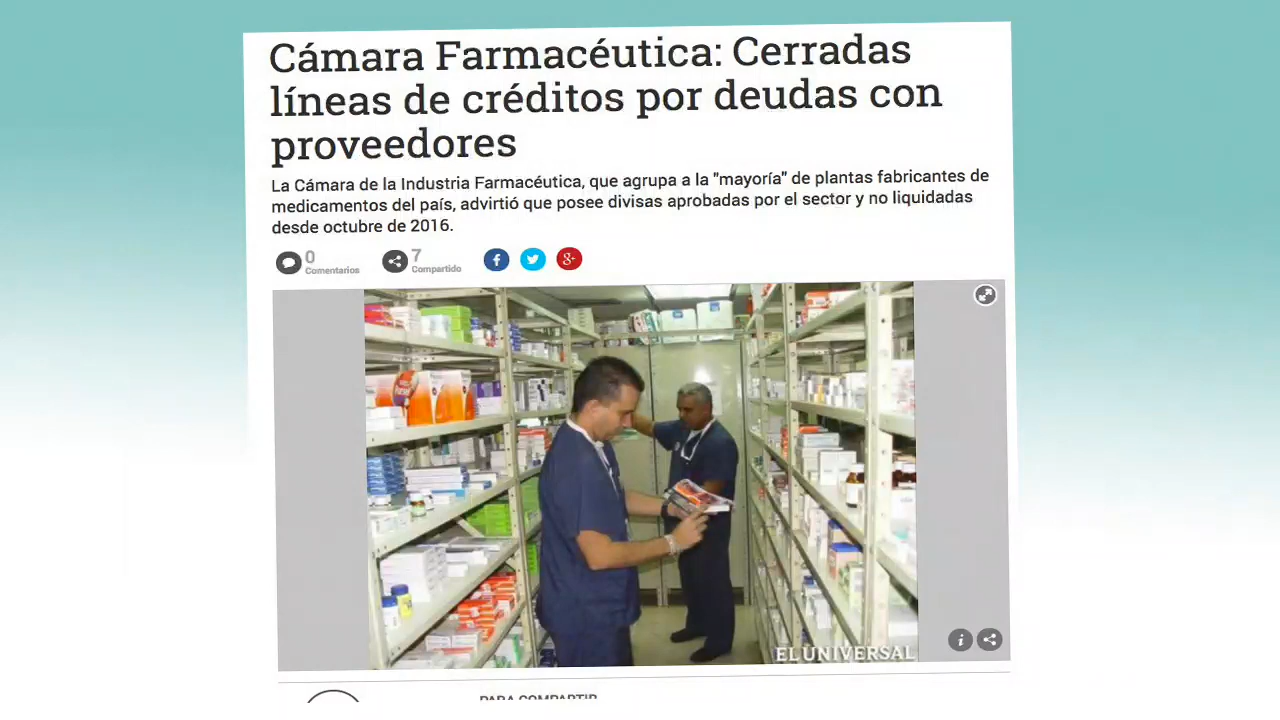 Cámara Farmacéutica: Cerradas
líneas de créditos por deudas con
proveedores
La Cámara de la Industria Farmacéutica, que agrupa a la "mayoría" de plantas fabricantes de
medicamentos del país, advirtió que posee divisas aprobadas por el sector y no liquidadas
desde octubre de 2016.
0
Comentarios
7
Compartido
EL UNIVERSAL
PARA COMPARTIR